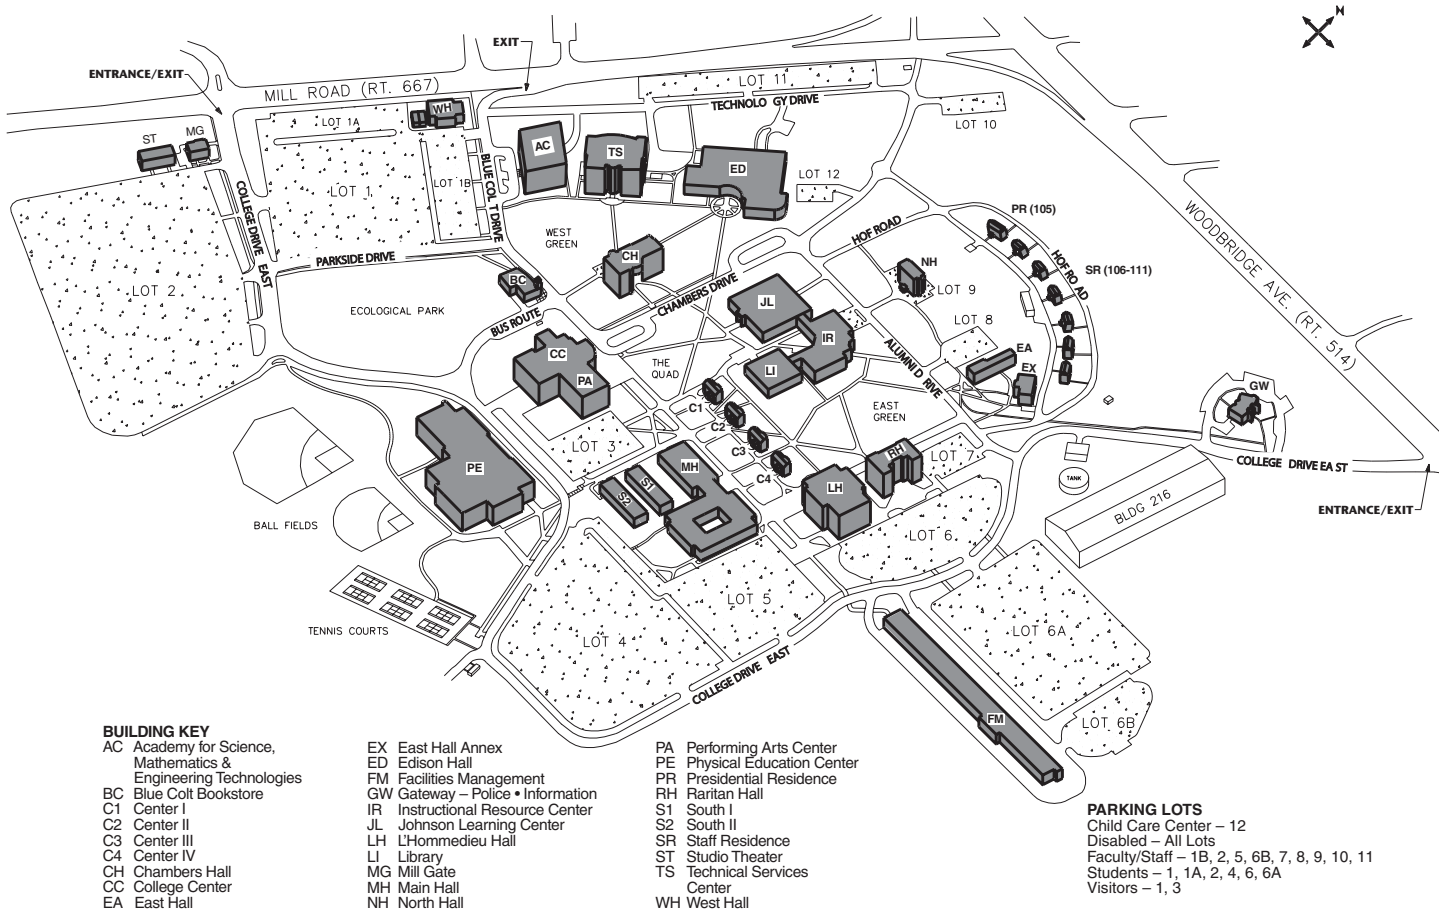 N
EXIT
ENTRANCE/EXIT
MILL ROAD (RT. 667)
LOT 11
TECHNOLO GY DRIVE
LOT 10
WH
LOT 1A
ST
MG
AC
TS
ED
LOT 12
LOT 1
LOT 1B
BLUE COL T DRIVE
COLLEGE DRIVE EAST
WEST
GREEN
HOF ROAD
PR (105)
HOF RO AD
SR (106-111)
WOODBRIDGE AVE. (RT. 514)
PARKSIDE DRIVE
CH
NH
BC
LOT 9
LOT 2
CHAMBERS DRIVE
ECOLOGICAL PARK
BUS ROUTE
JL
LOT 8
IR
ALUMNI D RIVE
EA
CC
THE
QUAD
LI
EX
PA
GW
C1
EAST
GREEN
C2
LOT 3
C3
RH
LOT 7
COLLEGE DRIVE EA ST
PE
MH
C4
TANK
S1
S2
LH
BLDG 216
ENTRANCE/EXIT
BALL FIELDS
LOT 6
LOT 5
TENNIS COURTS
LOT 4
LOT 6A
COLLEGE DRIVE EAST
FM
LOT 6B
BUILDING KEY
AC Academy for Science,
Mathematics &
Engineering Technologies
BC Blue Colt Bookstore
C1 Center I
C2 Center II
C3 Center III
C4 Center IV
CH Chambers Hall
CC College Center
EA East Hall
EX East Hall Annex
ED Edison Hall
FM Facilities Management
GW Gateway – Police • Information
IR Instructional Resource Center
JL Johnson Learning Center
LH L'Hommedieu Hall
LI Library
MG Mill Gate
MH Main Hall
NH North Hall
PA Performing Arts Center
PE Physical Education Center
PR Presidential Residence
RH Raritan Hall
S1 South I
S2 South II
SR Staff Residence
ST Studio Theater
TS Technical Services
Center
WH West Hall
PARKING LOTS
Child Care Center – 12
Disabled – All Lots
Faculty/Staff – 1B, 2, 5, 6B, 7, 8, 9, 10, 11
Students – 1, 1A, 2, 4, 6, 6A
Visitors – 1, 3